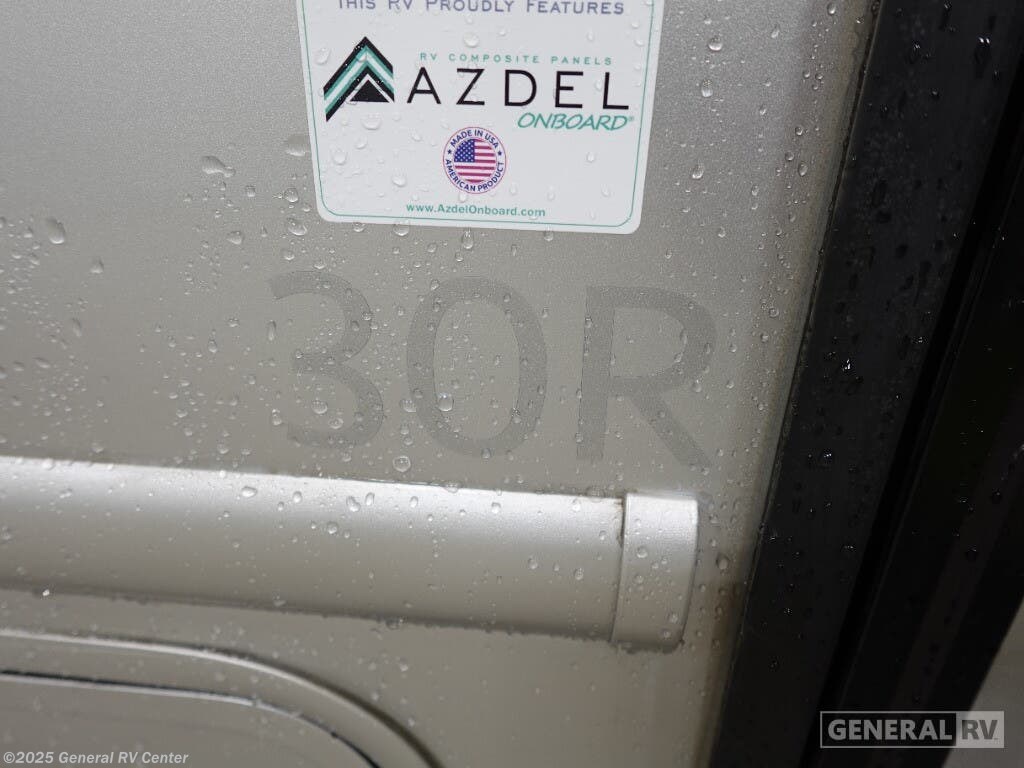 THIS RV PROUDLY FEATURES
RV COMPOSITE PANELS
AZDEL
ONBOARD®
MADE IN USA
AMERICAN PRODUCT
www.AzdelOnboard.com
30R
GENERAL RV
©2025 General RV Center